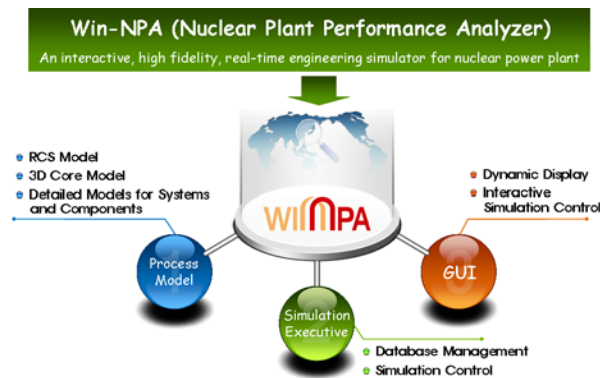 Win-NPA (Nuclear Plant Performance Analyzer)
An interactive, high fidelity, real-time engineering simulator for nuclear power plant
RCS Model
3D Core Model
Detailed Models for Systems
and Components
Dynamic Display
Interactive
Simulation Control
WINNPA
Process
Model
GUI
Simulation
Executive
Database Management
Simulation Control